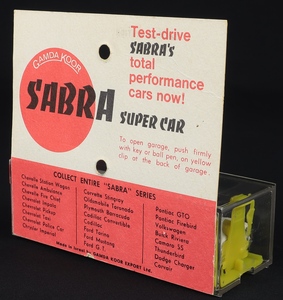 Test-drive
SABRA'S
total
performance
cars now!
GAMDA KOOR
SABRA
SUPER CAR
To open garage, push firmly
with key or ball pen, on yellow
clip at the back of garage.
COLLECT ENTIRE "SABRA" SERIES
Chevelle Station Wagon
Chevelle Ambulance
Chevelle Fire Chief
Chevrolet Impala
Chevrolet Pickup
Chevrolet Taxi
Chevrolet Police Car
Chrysler Imperial
Corvette Stingray
Oldsmobile Toronado
Plymouth Barracuda
Cadillac Convertible
Cadillac
Ford Torino
Ford Mustang
Ford G.T.
Pontiac GTO
Pontiac Firebird
Volkswagen
Buick Riviera
Camaro SS
Thunderbird
Dodge Charger
Corvair
Made in Israel by GAMDA KOOR EXPORT Ltd.